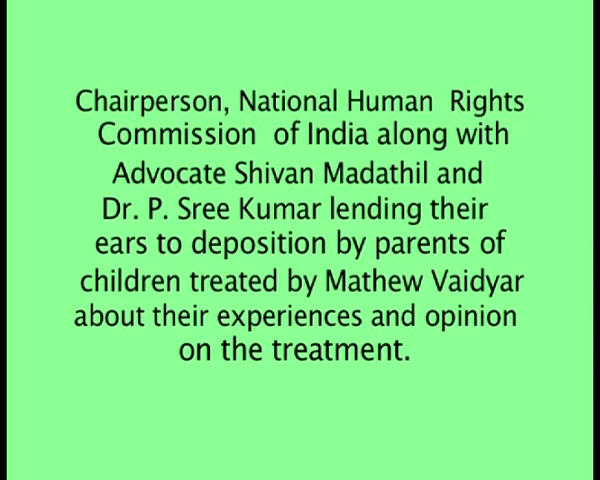 Chairperson, National Human Rights
Commission of India along with
Advocate Shivan Madathil and
Dr. P. Sree Kumar lending their
ears to deposition by parents of
children treated by Mathew Vaidyar
about their experiences and opinion
on the treatment.